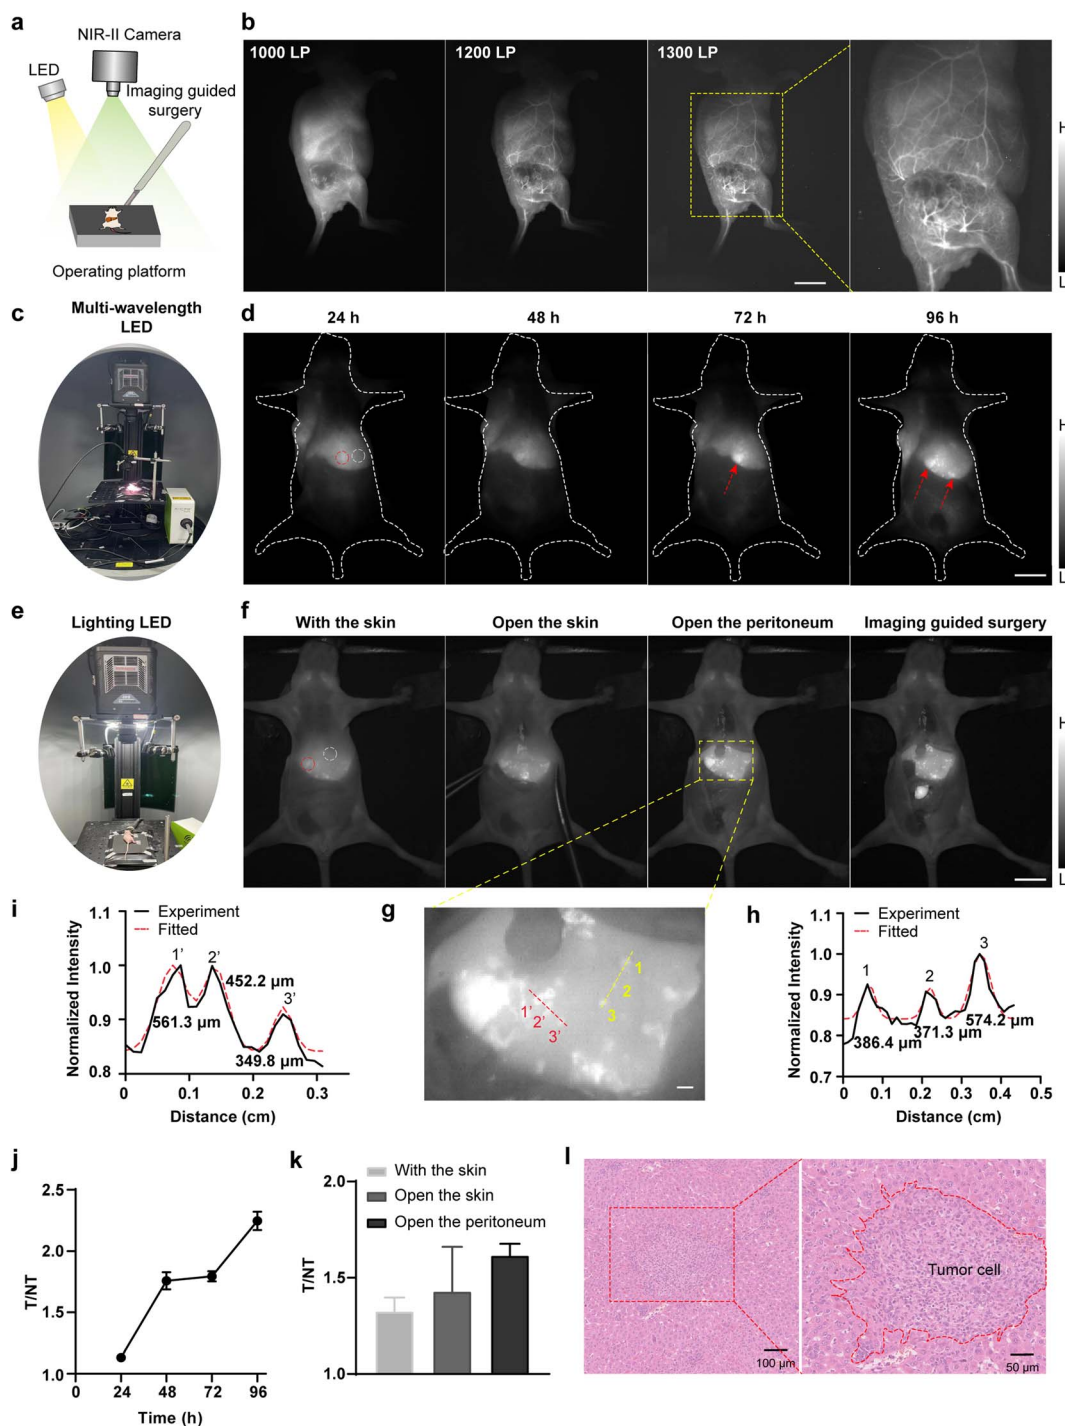 a
NIR-II Camera
LED
Imaging guided
surgery
Operating platform
b
1000 LP
1200 LP
1300 LP
H
L
c
Multi-wavelength
LED
d
24 h
48 h
72 h
96 h
H
L
e
Lighting LED
f
With the skin
Open the skin
Open the peritoneum
Imaging guided surgery
H
L
i
Experiment
Fitted
Normalized Intensity
1.1
1.0
0.9
0.8
1’
2’
3’
452.2 μm
561.3 μm
349.8 μm
0
0.1
0.2
0.3
Distance (cm)
g
1
2
3
1’
2’
3’
h
Experiment
Fitted
Normalized Intensity
1.1
1.0
0.9
0.8
0.7
1
2
3
386.4 μm
371.3 μm
574.2 μm
0
0.1
0.2
0.3
0.4
0.5
Distance (cm)
j
T/NT
2.5
2.0
1.5
1.0
0
24
48
72
96
Time (h)
k
With the skin
Open the skin
Open the peritoneum
T/NT
2.0
1.5
1.0
l
100 μm
Tumor cell
50 μm